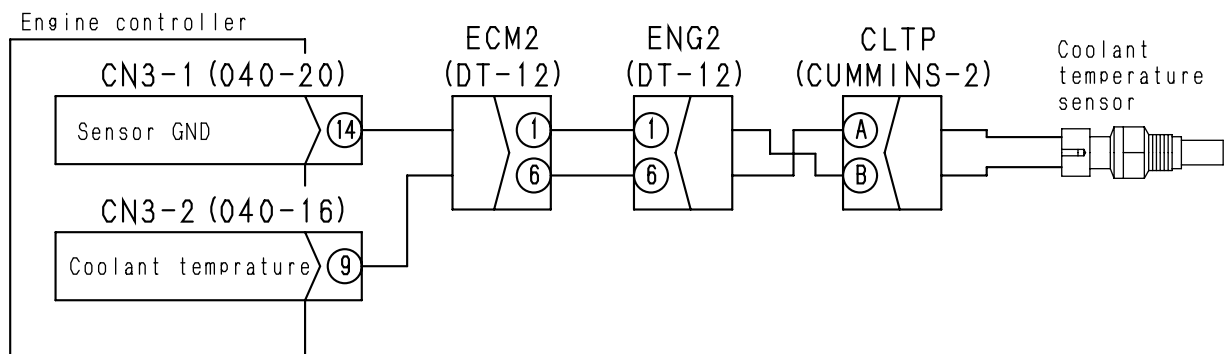 Engine controller
CN3-1 (040-20)
Sensor GND
14
CN3-2 (040-16)
Coolant temprature
9
ECM2
(DT-12)
1
6
ENG2
(DT-12)
1
6
CLTP
(CUMMINS-2)
A
B
Coolant
temperature
sensor